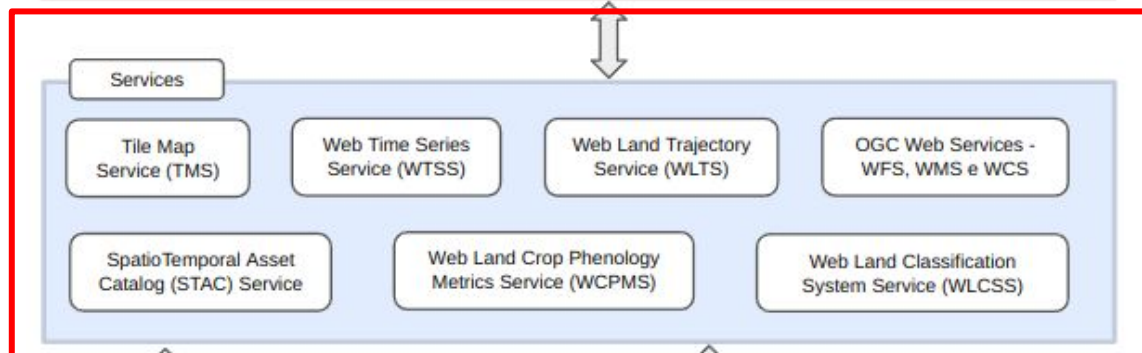 Services
Tile Map
Service (TMS)
Web Time Series
Service (WTSS)
Web Land Trajectory
Service (WLTS)
OGC Web Services -
WFS, WMS e WCS
SpatioTemporal Asset
Catalog (STAC) Service
Web Land Crop Phenology
Metrics Service (WCPMS)
Web Land Classification
System Service (WLCSS)